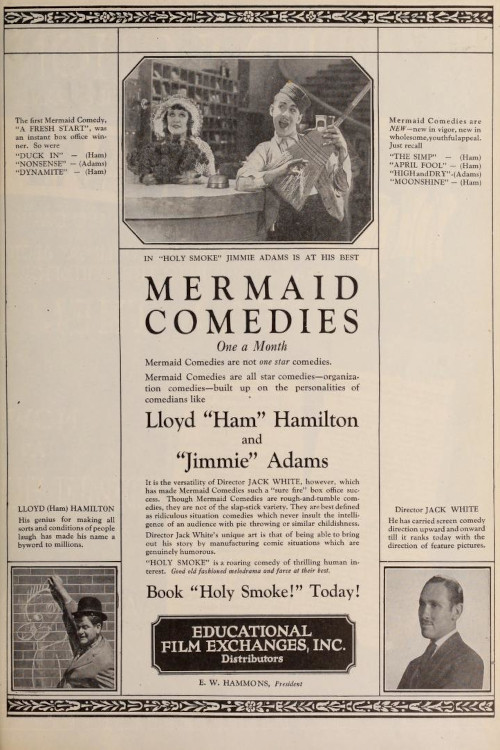 The first Mermaid Comedy,
"A FRESH START", was
an instant box office win-
ner. So were
"DUCK IN" — (Ham)
"NONSENSE" — (Adams)
"DYNAMITE" — (Ham)
Mermaid Comedies are
NEW—new in vigor, new in
wholesome, youthful appeal.
Just recall
"THE SIMP" — (Ham)
"APRIL FOOL" — (Ham)
"HIGH and DRY"-(Adams)
"MOONSHINE" — (Ham)
IN "HOLY SMOKE" JIMMIE ADAMS IS AT HIS BEST
MERMAID
COMEDIES
One a Month
Mermaid Comedies are not one star comedies.
Mermaid Comedies are all star comedies—organiza-
tion comedies—built up on the personalities of
comedians like
Lloyd "Ham" Hamilton
and
"Jimmie" Adams
It is the versatility of Director JACK WHITE, however, which
has made Mermaid Comedies such a "sure fire" box office suc-
cess. Though Mermaid Comedies are rough-and-tumble com-
edies, they are not of the slap-stick variety. They are best defined
as ridiculous situation comedies which never insult the intelli-
gence of an audience with pie throwing or similar childishness.
Director Jack White's unique art is that of being able to bring
out his story by manufacturing comic situations which are
genuinely humorous.
"HOLY SMOKE" is a roaring comedy of thrilling human in-
terest. Good old fashioned melodrama and farce at their best.
Book "Holy Smoke!" Today!
LLOYD (Ham) HAMILTON
His genius for making all
sorts and conditions of people
laugh has made his name a
byword to millions.
Director JACK WHITE
He has carried screen comedy
direction upward and onward
till it ranks today with the
direction of feature pictures.
EDUCATIONAL
FILM EXCHANGES, INC.
Distributors
E. W. HAMMONS, President